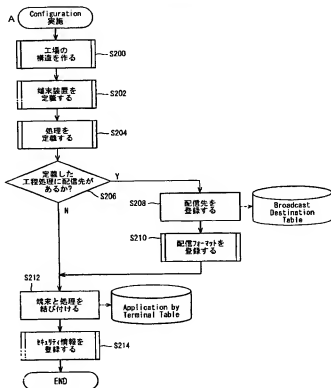 A
Configuration
実施
工場の
構造を作る
S200
端末装置を
定義する
S202
処理を
定義する
S204
定義した
工程処理に配信先が
あるか?
S206
Y
N
配信先を
登録する
S208
Broadcast
Destination
Table
配信フォーマットを
登録する
S210
S212
端末と処理を
結び付ける
Application by
Terminal Table
セキュリティ情報を
登録する
S214
END